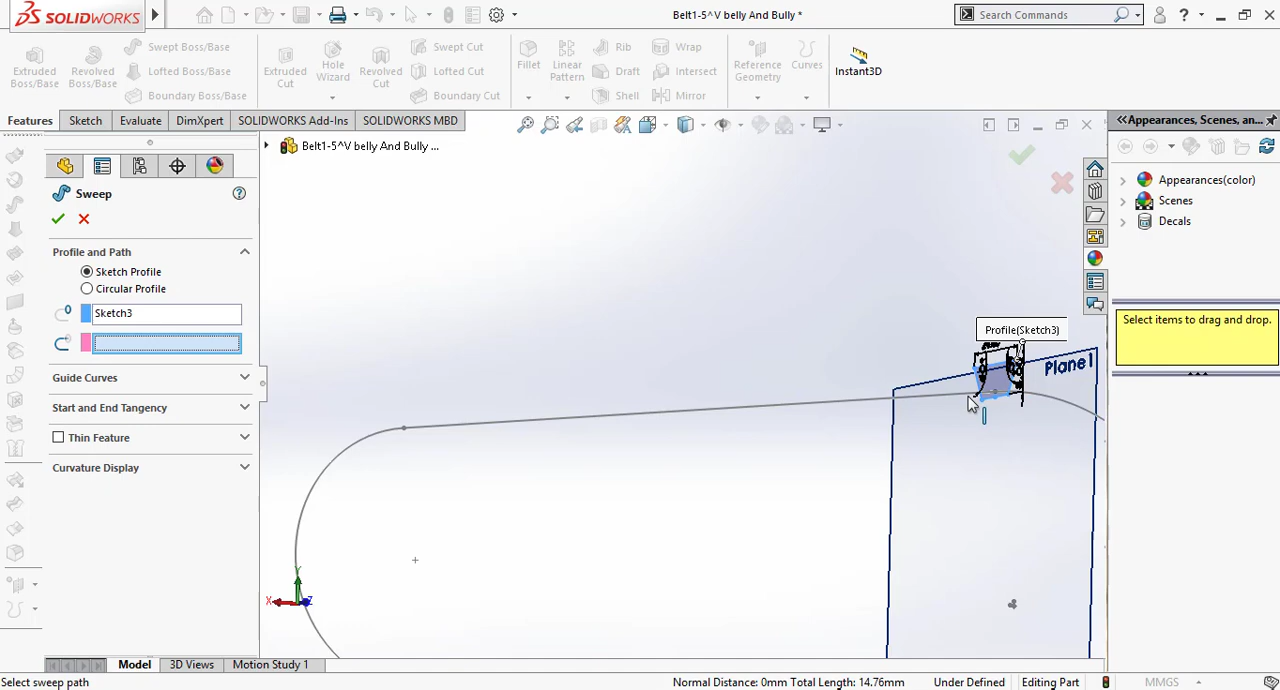 SOLIDWORKS
Belt1-5^V belly And Bully *
Search Commands
Extruded Boss/Base
Revolved Boss/Base
Swept Boss/Base
Lofted Boss/Base
Boundary Boss/Base
Extruded Cut
Hole Wizard
Revolved Cut
Swept Cut
Lofted Cut
Boundary Cut
Fillet
Linear Pattern
Rib
Draft
Shell
Wrap
Intersect
Mirror
Reference Geometry
Curves
Instant3D
Features
Sketch
Evaluate
DimXpert
SOLIDWORKS Add-Ins
SOLIDWORKS MBD
Belt1-5^V belly And Bully ...
Sweep
Profile and Path
Sketch Profile
Circular Profile
Sketch3
Guide Curves
Start and End Tangency
Thin Feature
Curvature Display
Profile(Sketch3)
Plane1
Y
X
Z
Appearances, Scenes, an...
Appearances(color)
Scenes
Decals
Select items to drag and drop.
Model
3D Views
Motion Study 1
Select sweep path
Normal Distance: 0mm Total Length: 14.76mm
Under Defined
Editing Part
MMGS